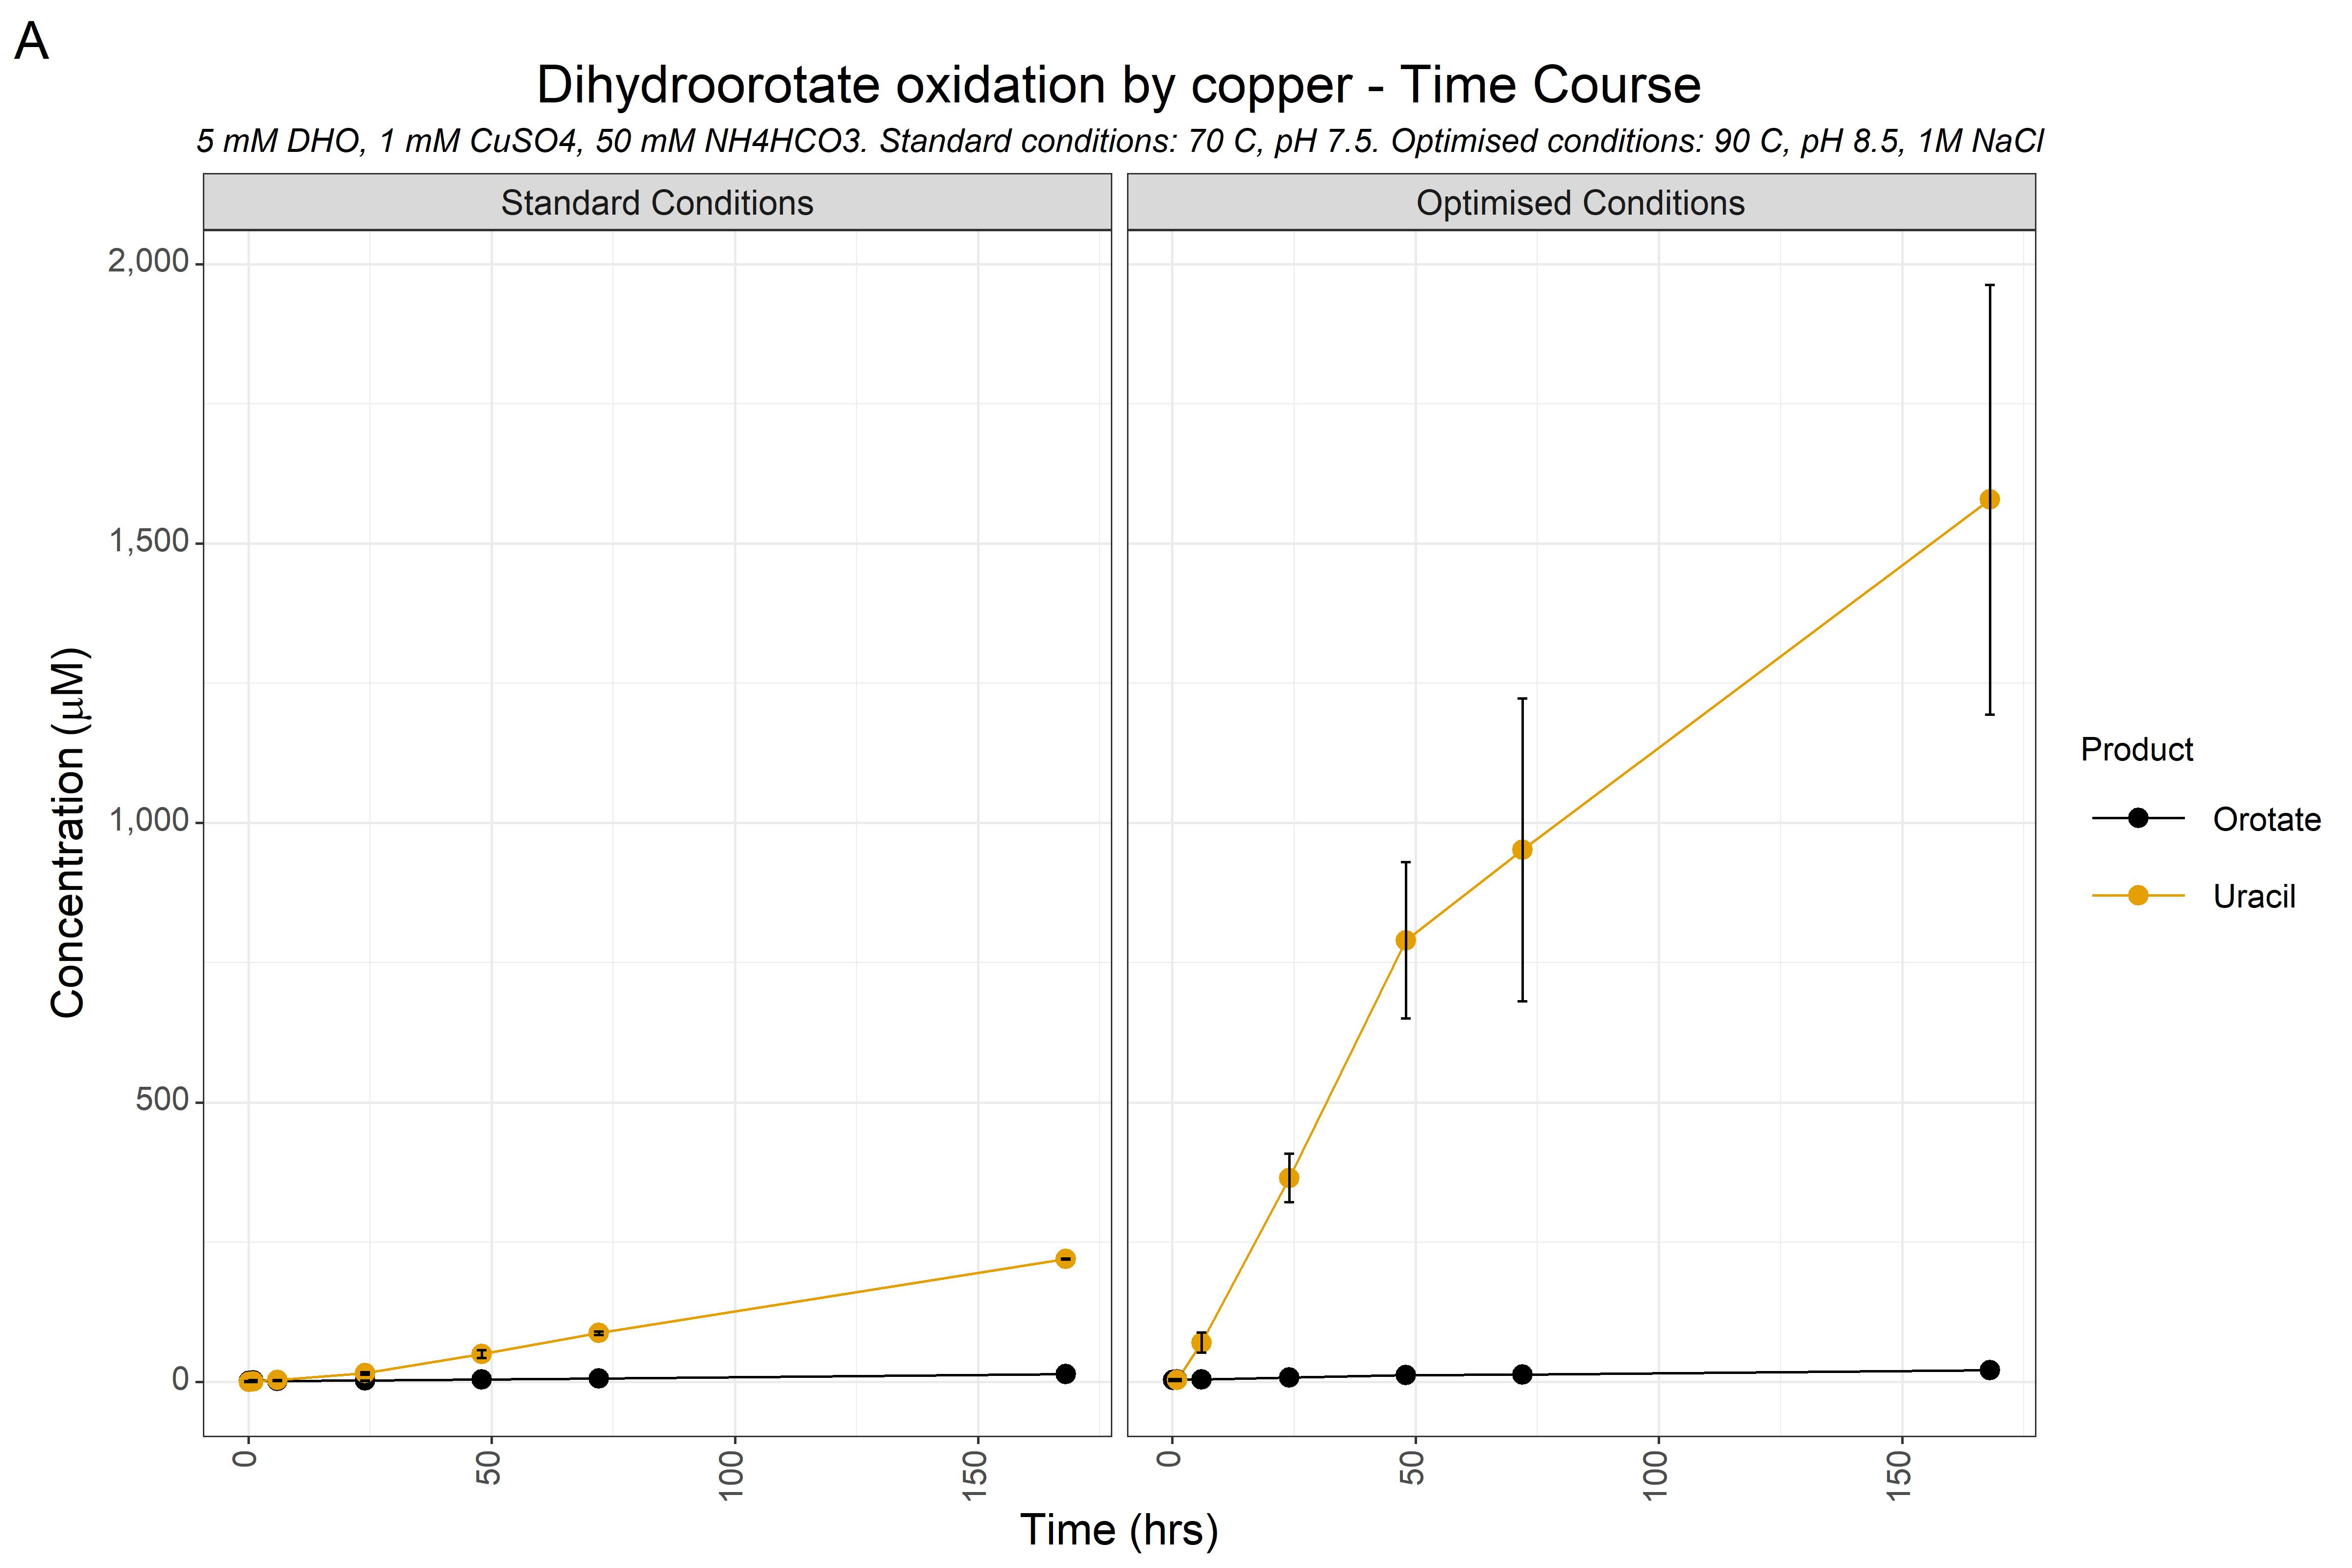 A
Dihydroorotate oxidation by copper - Time Course
5 mM DHO, 1 mM CuSO4, 50 mM NH4HCO3. Standard conditions: 70 C, pH 7.5. Optimised conditions: 90 C, pH 8.5, 1M NaCl
Standard Conditions
Optimised Conditions
Concentration (μM)
2,000
1,500
1,000
500
0
0
50
100
150
0
50
100
150
Time (hrs)
Product
Orotate
Uracil